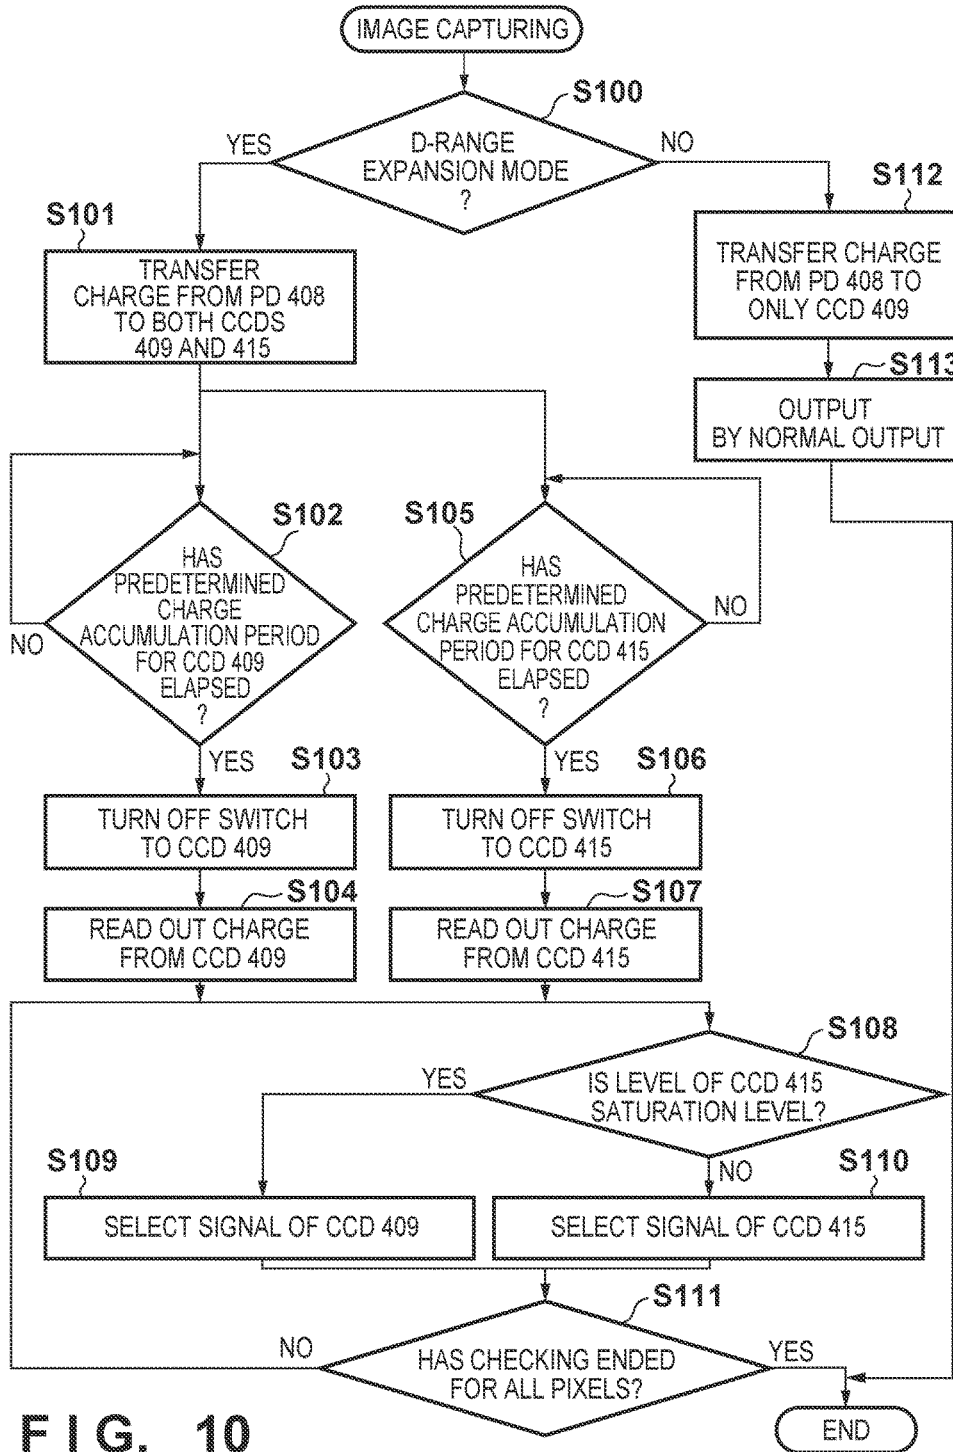 IMAGE CAPTURING
S100
D-RANGE
EXPANSION MODE
?
YES
NO
S101
TRANSFER
CHARGE FROM PD 408
TO BOTH CCDS
409 AND 415
S112
TRANSFER CHARGE
FROM PD 408 TO
ONLY CCD 409
S113
OUTPUT
BY NORMAL OUTPUT
S102
HAS
PREDETERMINED
CHARGE
ACCUMULATION PERIOD
FOR CCD 409
ELAPSED
?
NO
YES
S105
HAS
PREDETERMINED
CHARGE ACCUMULATION
PERIOD FOR CCD 415
ELAPSED
?
NO
YES
S103
TURN OFF SWITCH
TO CCD 409
S106
TURN OFF SWITCH
TO CCD 415
S104
READ OUT CHARGE
FROM CCD 409
S107
READ OUT CHARGE
FROM CCD 415
S108
IS LEVEL OF CCD 415
SATURATION LEVEL?
YES
NO
S109
SELECT SIGNAL OF CCD 409
S110
SELECT SIGNAL OF CCD 415
S111
HAS CHECKING ENDED
FOR ALL PIXELS?
NO
YES
END
FIG. 10